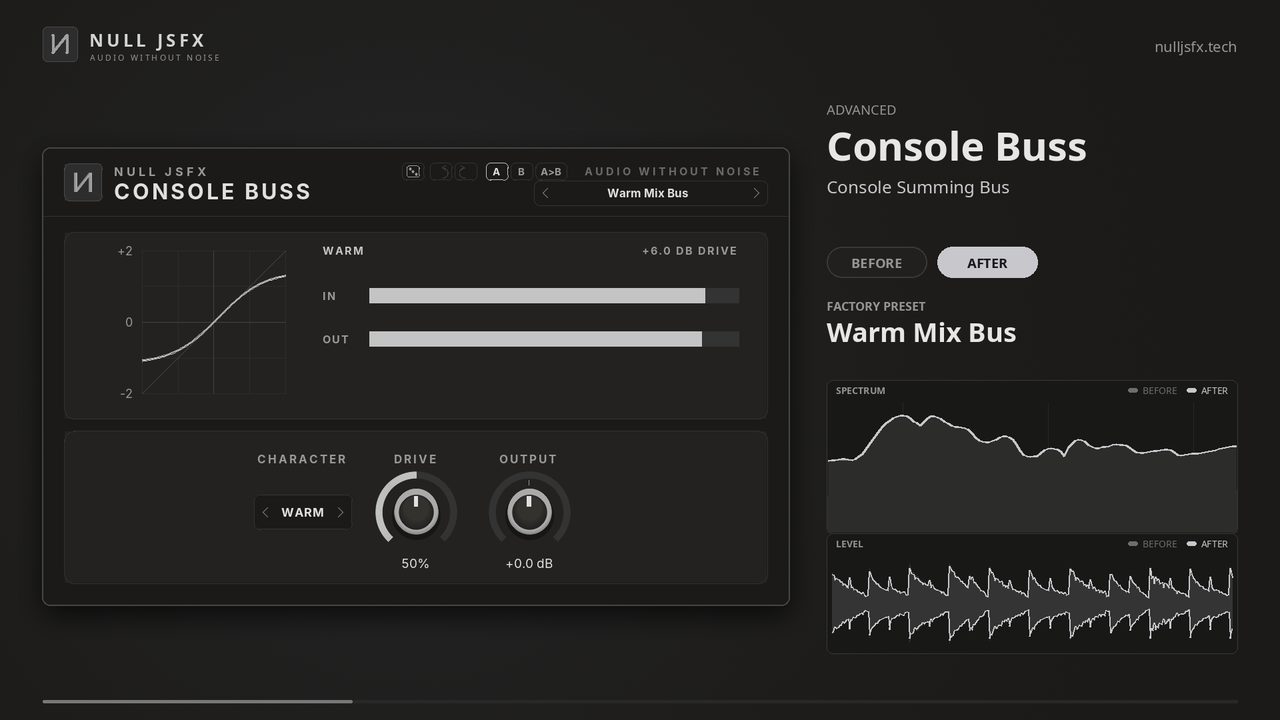 NULL JSFX
AUDIO WITHOUT NOISE
nulljsfx.tech
NULL JSFX
CONSOLE BUSS
A B A>B AUDIO WITHOUT NOISE
Warm Mix Bus
+2
0
-2
WARM +6.0 DB DRIVE
IN
OUT
CHARACTER DRIVE OUTPUT
WARM
50% +0.0 dB
ADVANCED
Console Buss
Console Summing Bus
BEFORE AFTER
FACTORY PRESET
Warm Mix Bus
SPECTRUM BEFORE AFTER
LEVEL BEFORE AFTER